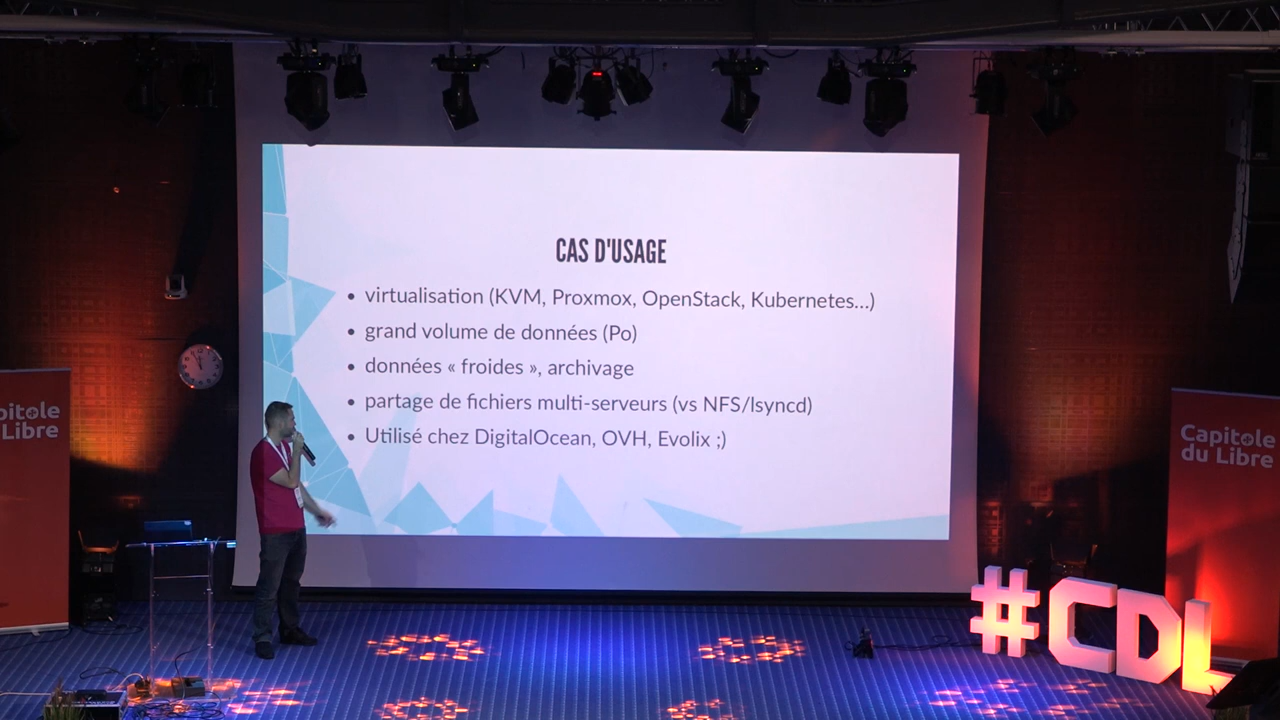 CAS D'USAGE
• virtualisation (KVM, Proxmox, OpenStack, Kubernetes...)
• grand volume de données (Po)
• données « froides », archivage
• partage de fichiers multi-serveurs (vs NFS/lsyncd)
• Utilisé chez DigitalOcean, OVH, Evolix ;)
pitole
Libre
Capitole
du Libre
#CDL